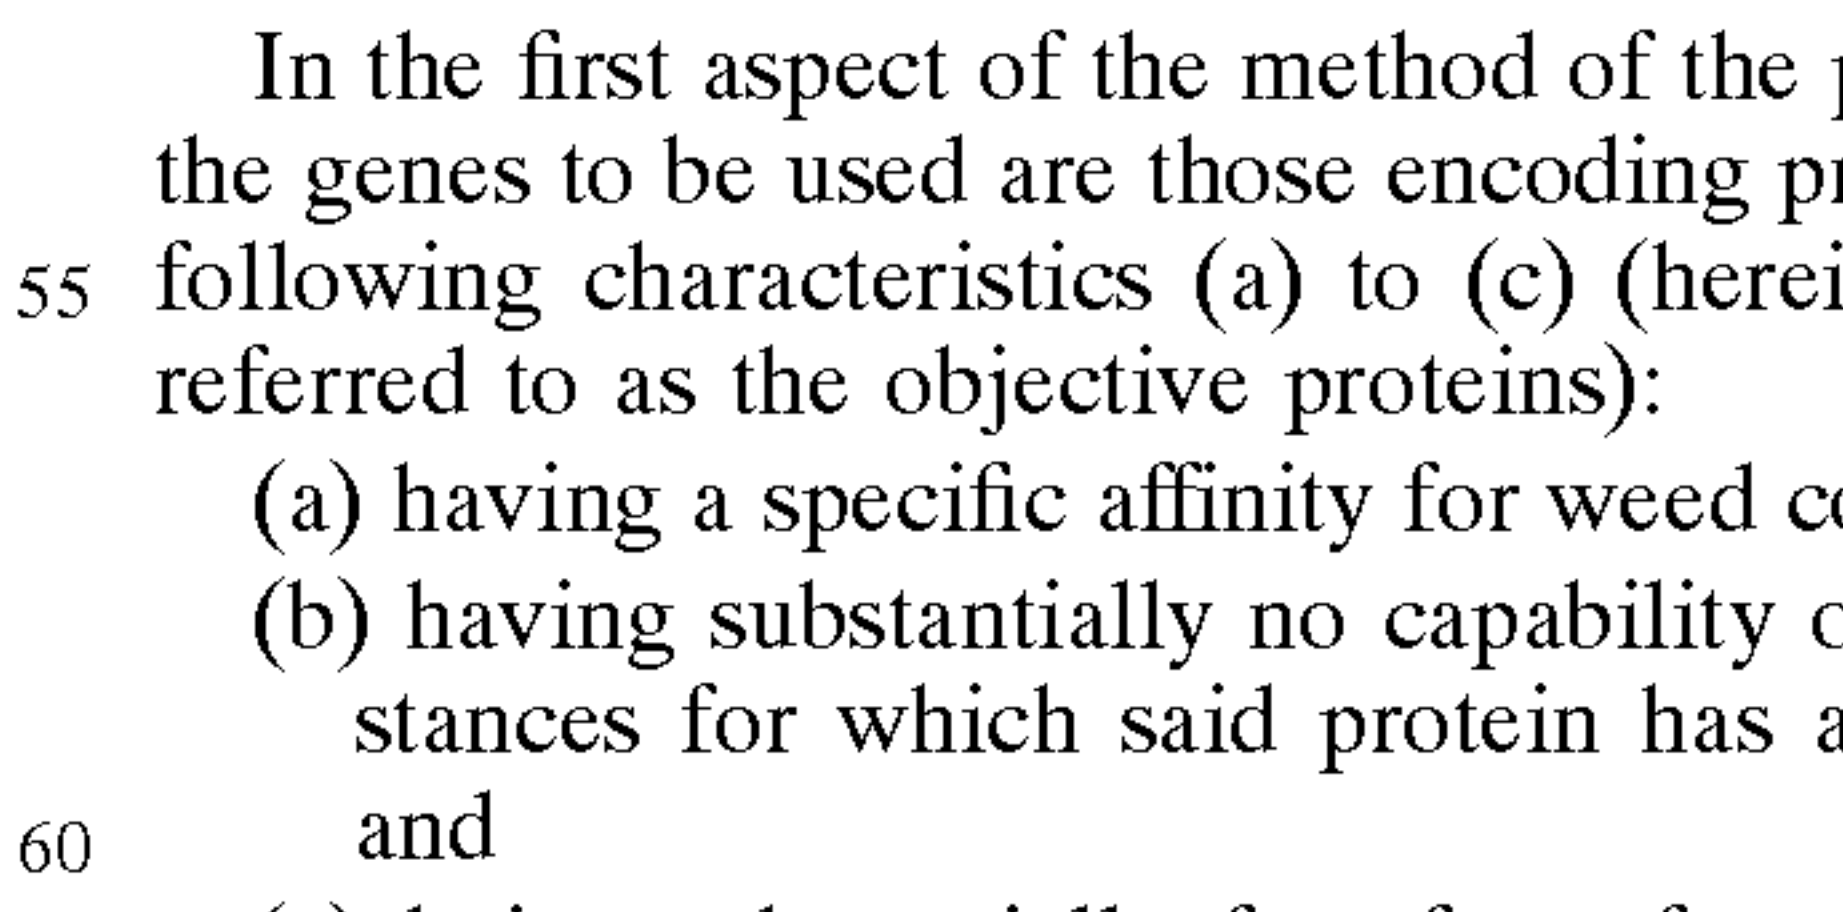 In the first aspect of the method of the
the genes to be used are those encoding
55 following characteristics (a) to (c)
referred to as the objective proteins):
(a) having a specific affinity for weed
(b) having substantially no capability
stances for which said protein has
and
60